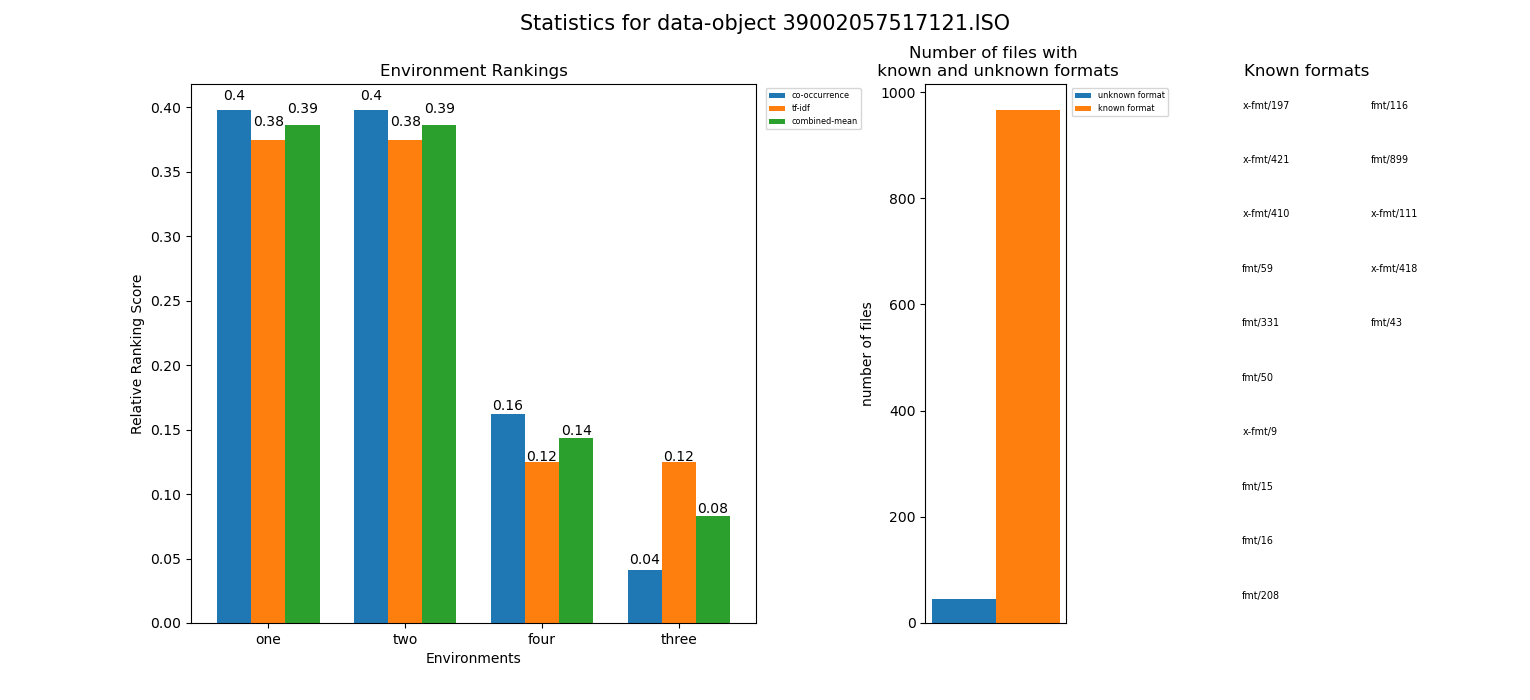 Statistics for data-object 39002057517121.ISO
Environment Rankings
0.40
0.35
0.30
0.25
0.20
0.15
0.10
0.05
0.00
Relative Ranking Score
0.4
0.38
0.39
0.4
0.38
0.39
0.16
0.12
0.14
0.04
0.12
0.08
one
two
four
three
Environments
co-occurrence
tf-idf
combined-mean
Number of files with
known and unknown formats
1000
800
600
400
200
0
number of files
unknown format
known format
Known formats
x-fmt/197
x-fmt/421
x-fmt/410
fmt/59
fmt/331
fmt/50
x-fmt/9
fmt/15
fmt/16
fmt/208
fmt/116
fmt/899
x-fmt/111
x-fmt/418
fmt/43